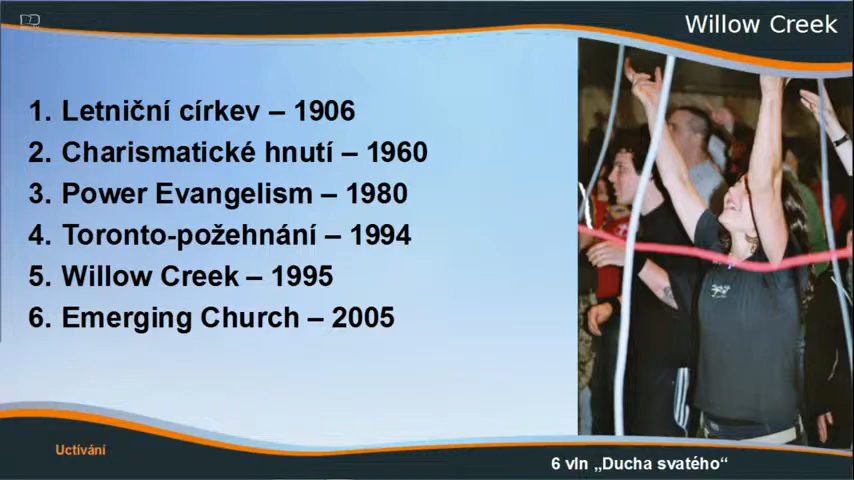 Willow Creek
1. Letniční církev – 1906
2. Charismatické hnutí – 1960
3. Power Evangelism – 1980
4. Toronto-požehnání – 1994
5. Willow Creek – 1995
6. Emerging Church – 2005
Uctívání
6 vln „Ducha svatého“